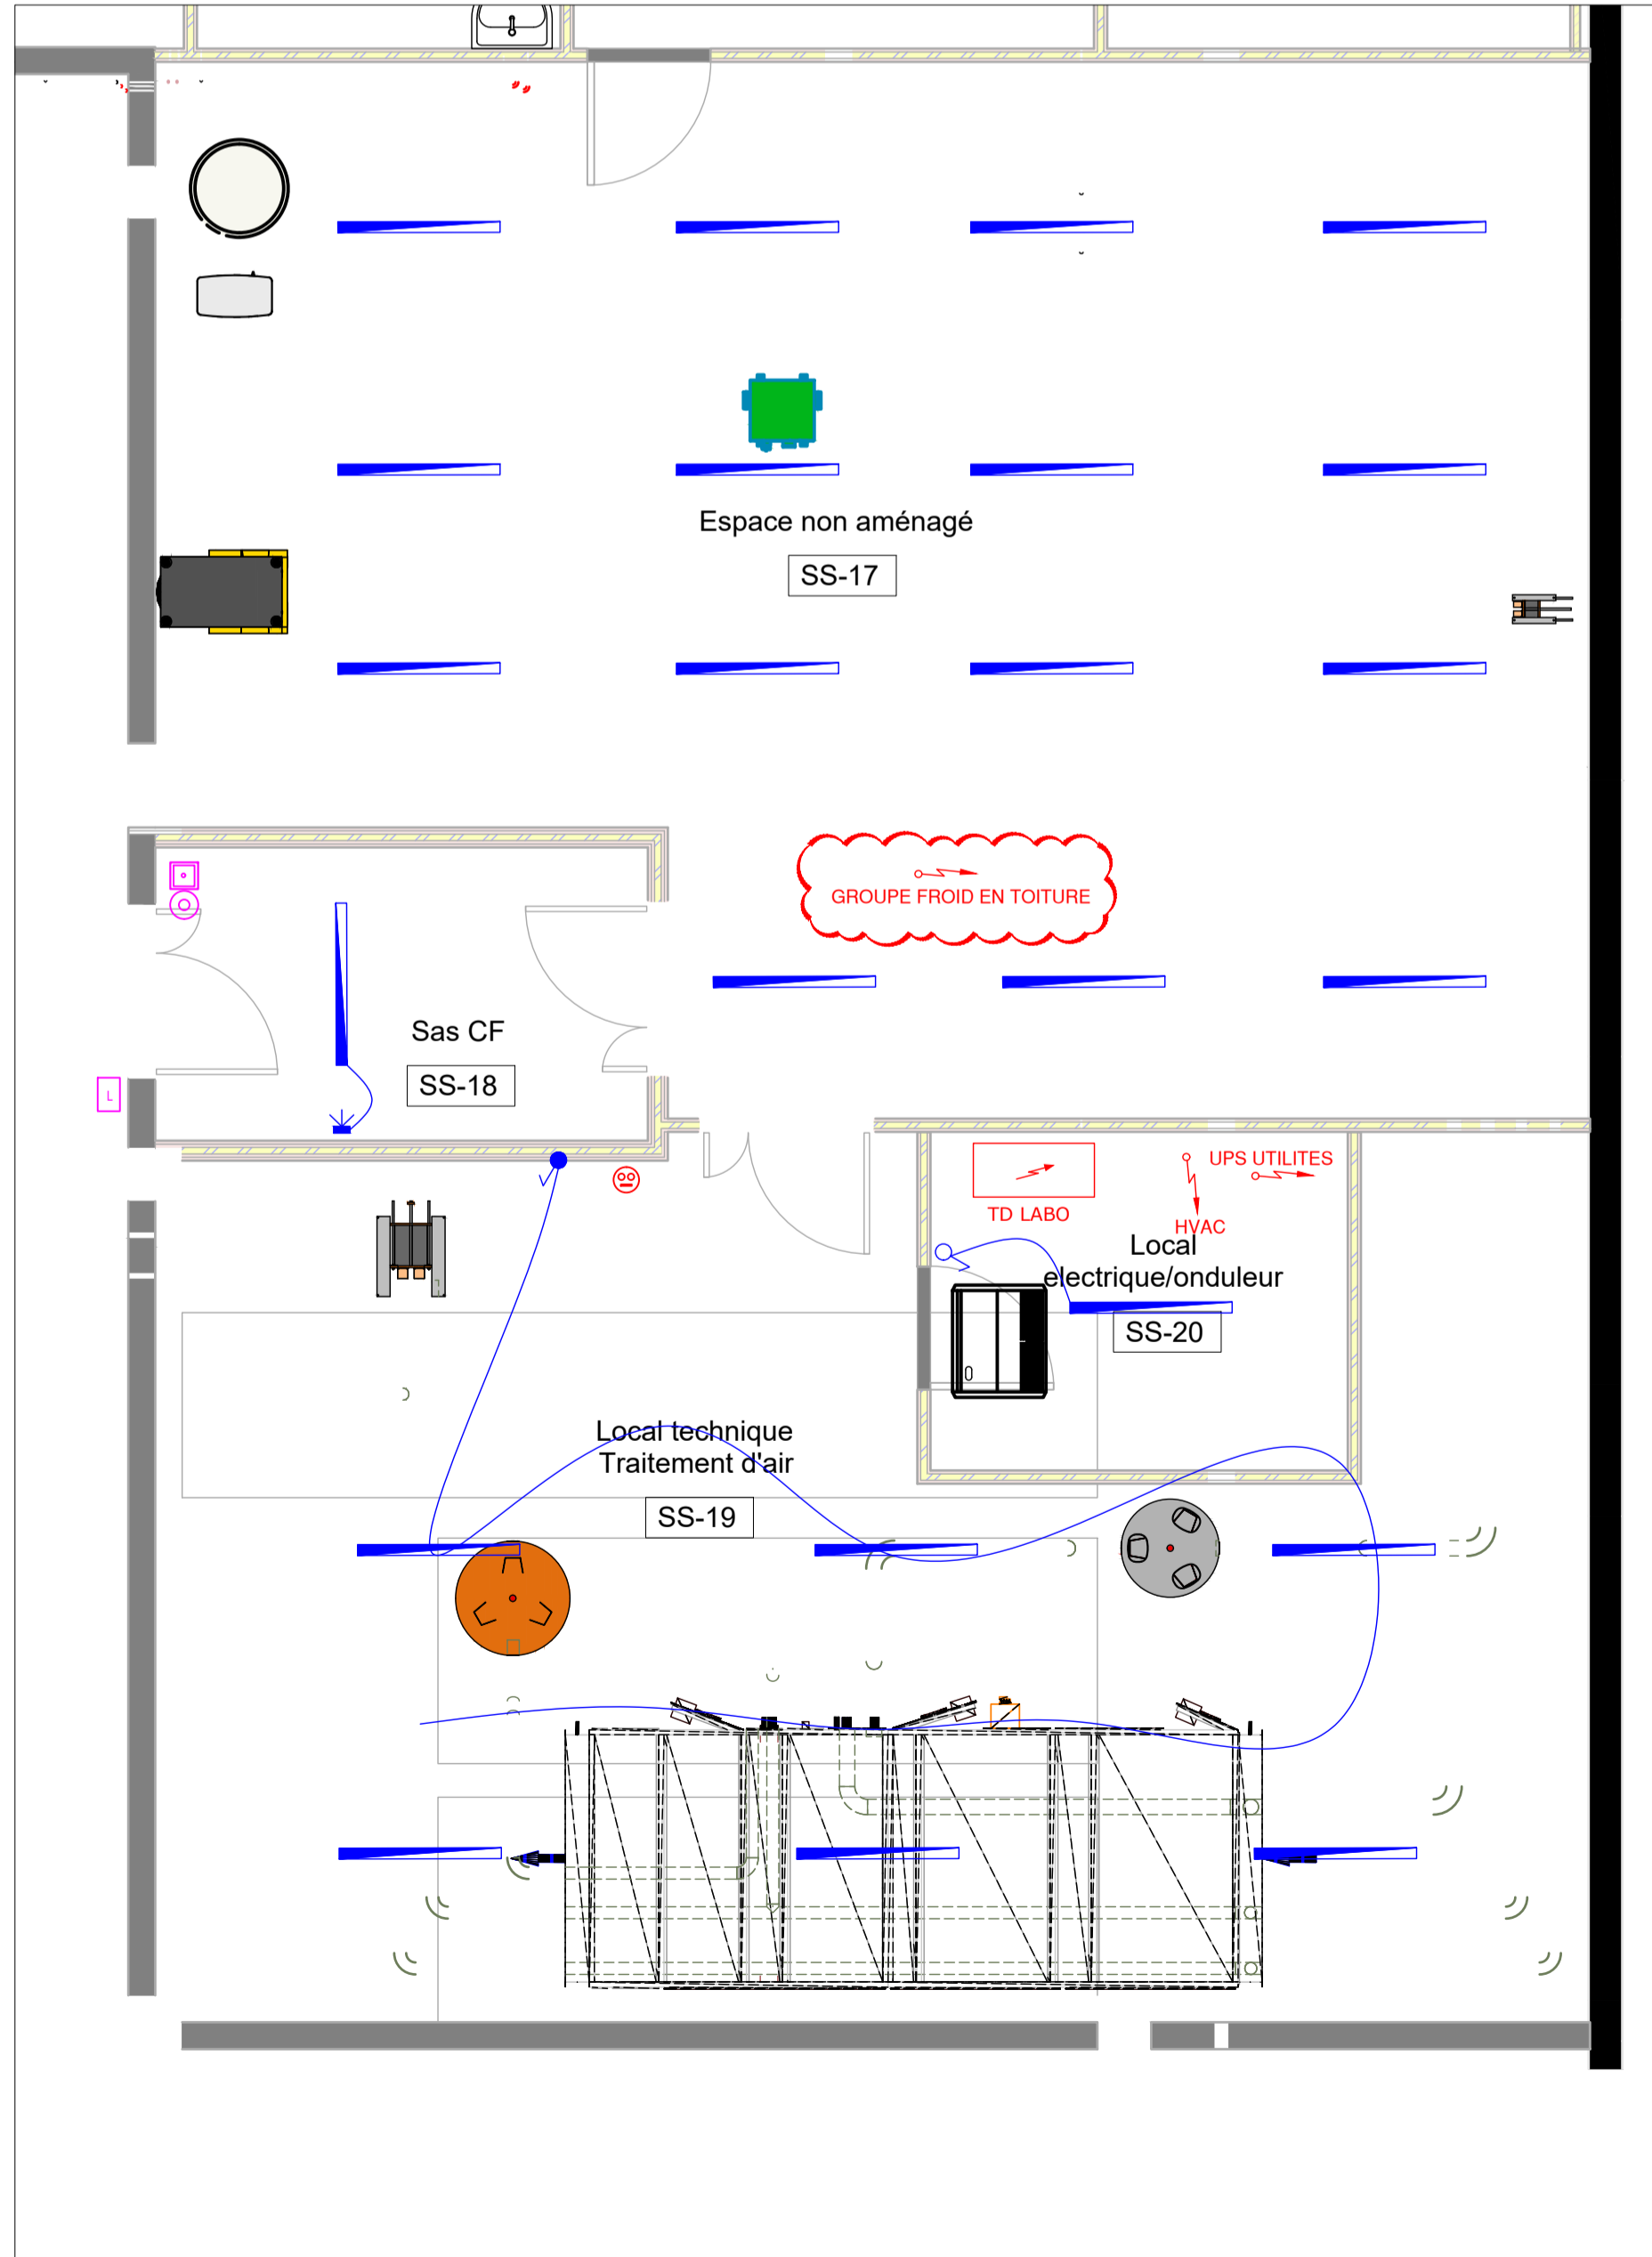 Espace non aménagé
SS-17
GROUPE FROID EN TOITURE
Sas CF
SS-18
L
UPS UTILITES
TD LABO
HVAC
Local
electrique/onduleur
SS-20
Local technique
Traitement d'air
SS-19